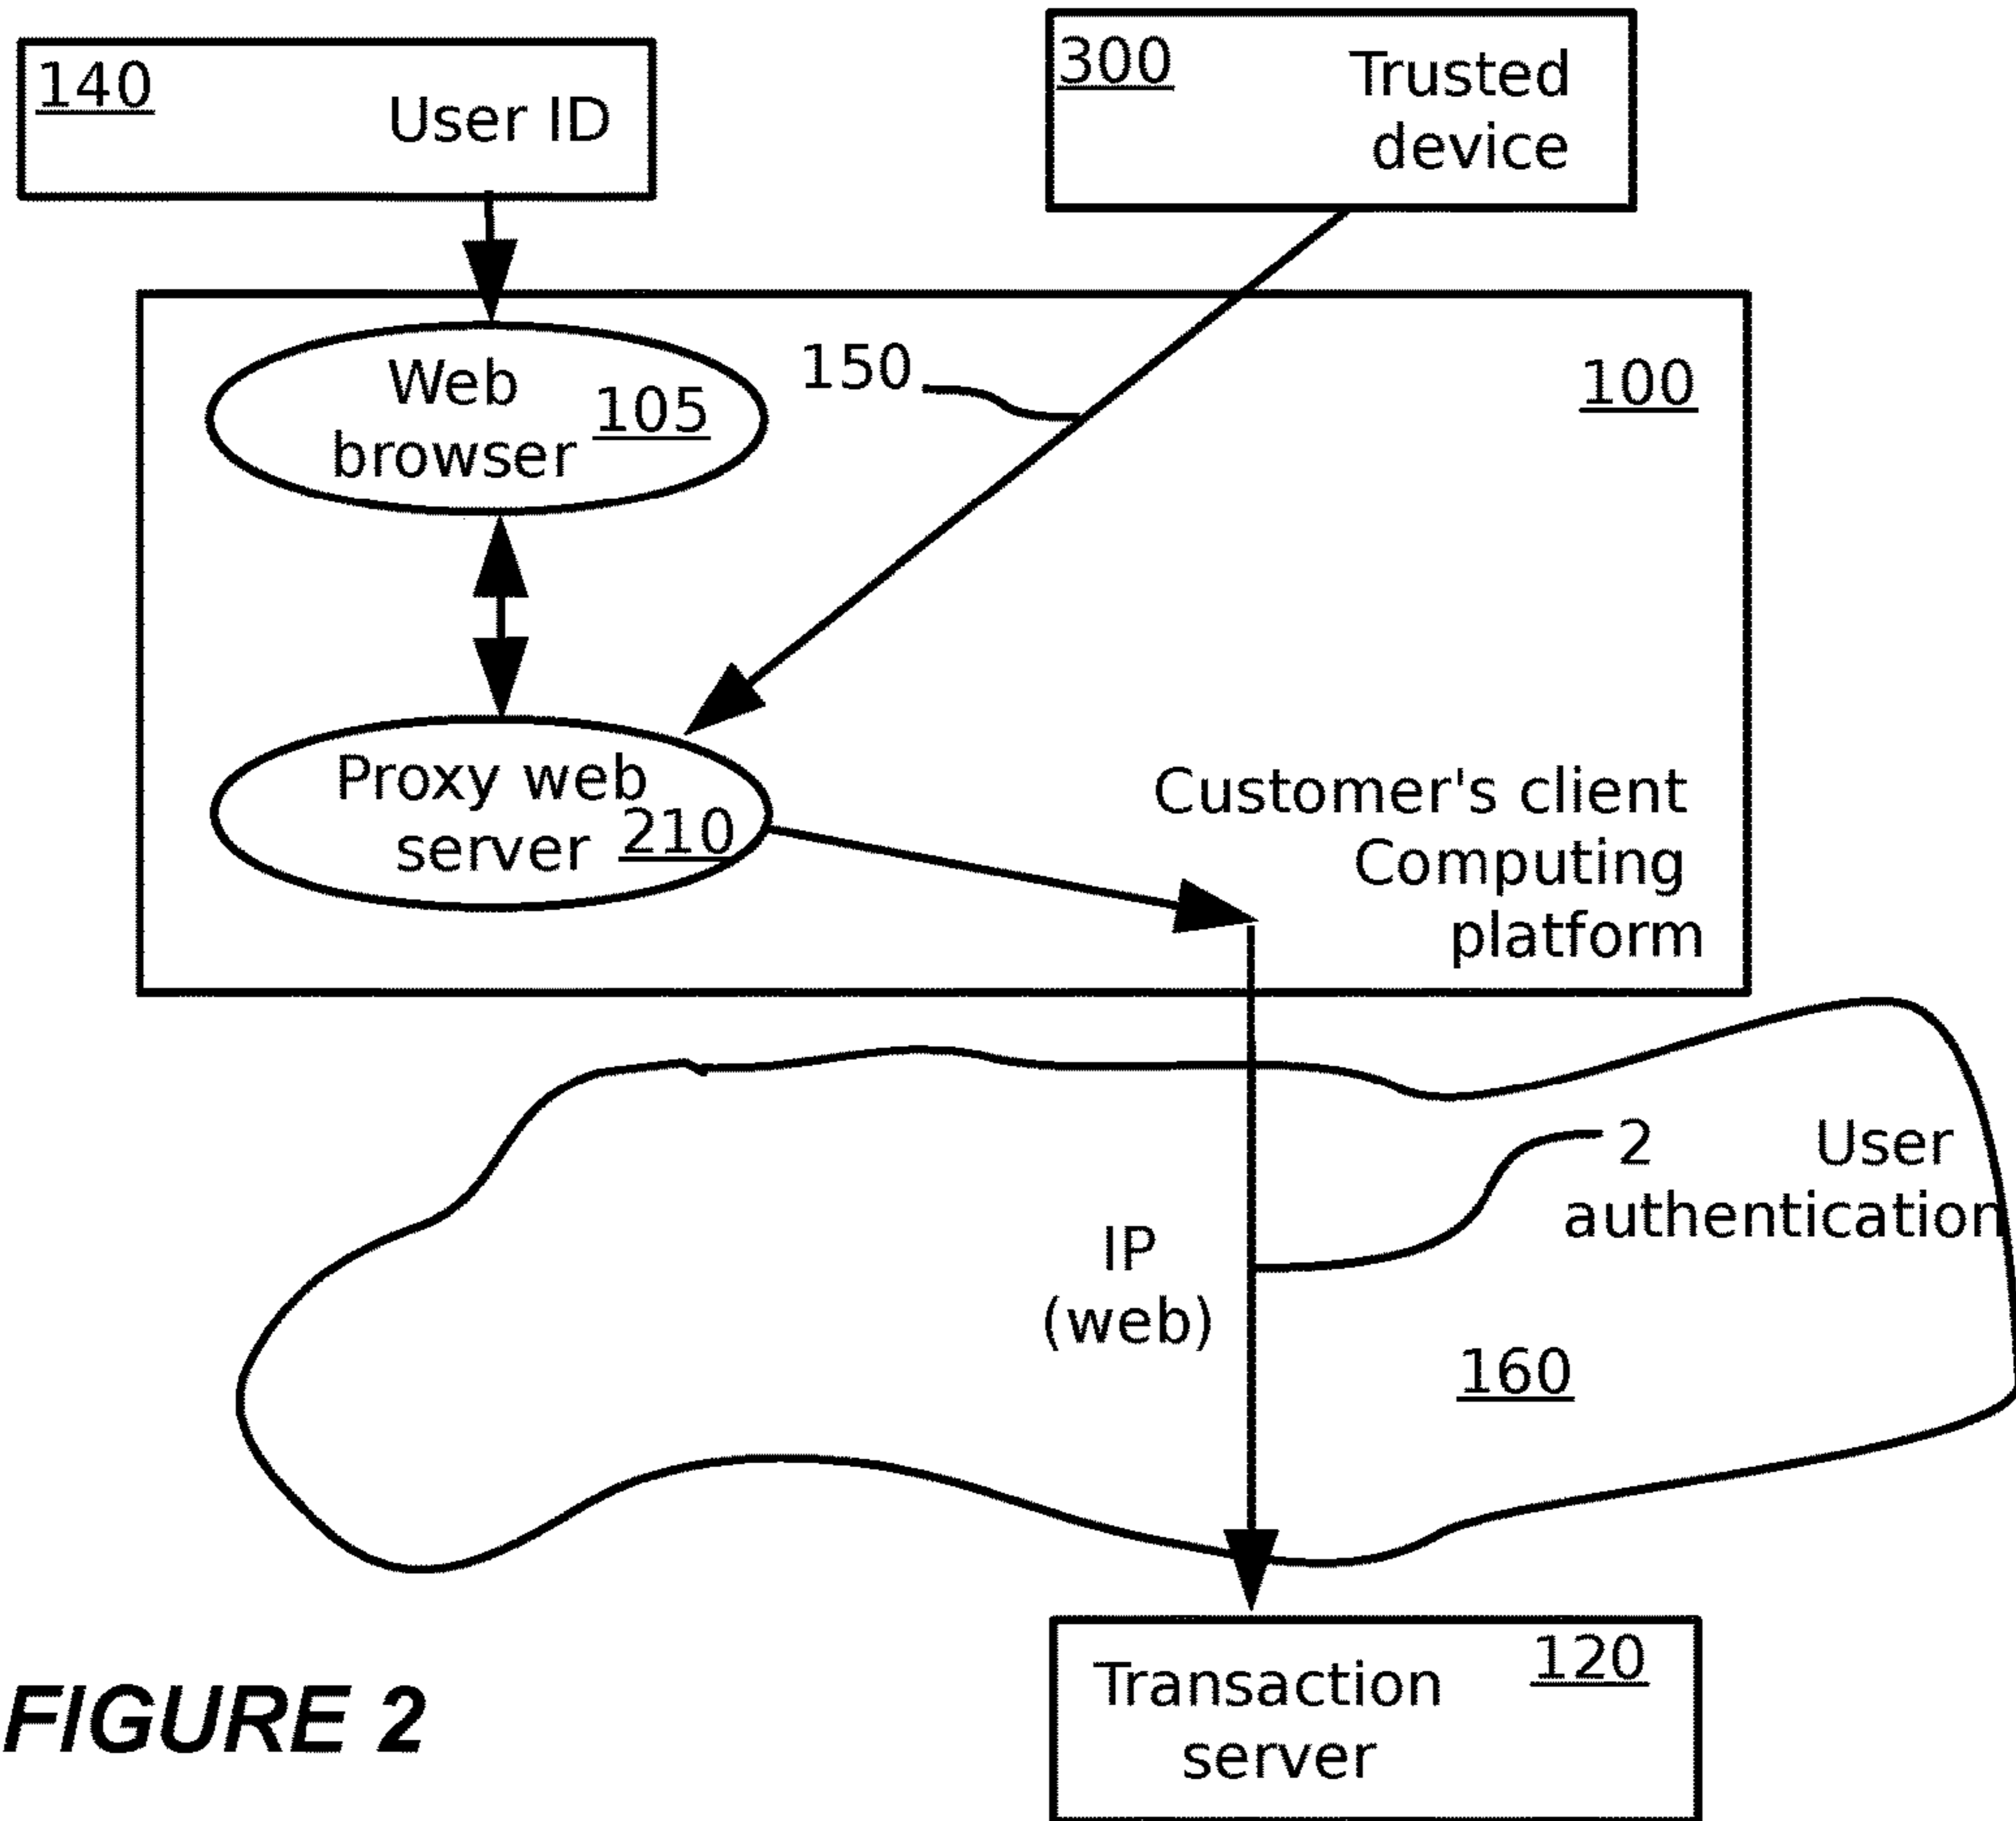 140
User ID
300
Trusted
device
Web
browser
105
150
100
Proxy web
server
210
Customer's client
Computing
platform
2
User
authentication
IP
(web)
160
Transaction
server
120
FIGURE 2